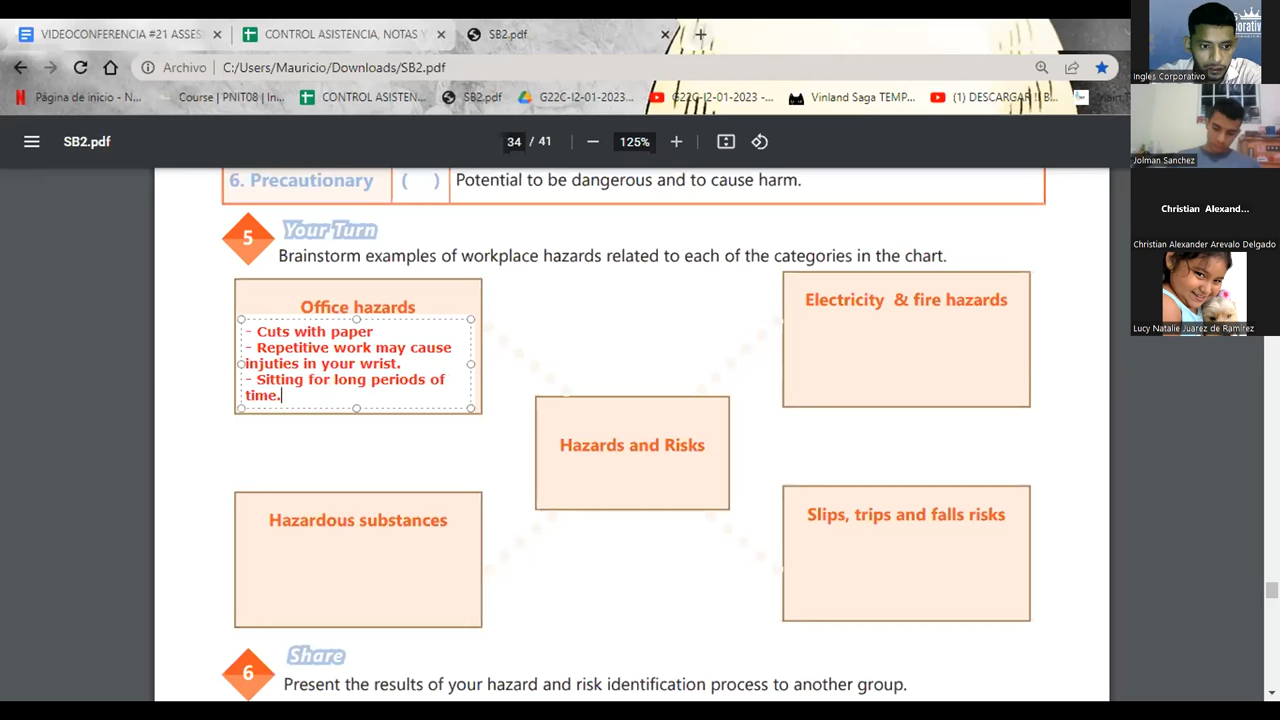 VIDEOCONFERENCIA #21 ASSES
CONTROL ASISTENCIA, NOTAS Y
SB2.pdf
Archivo
C:/Users/Mauricio/Downloads/SB2.pdf
Página de inicio - N...
Course | PNIT08 | In...
CONTROL ASISTEN...
SB2.pdf
G22C-I2-01-2023...
G22C-I2-01-2023 -...
Vinland Saga TEMP...
(1) DESCARGAR !! B...
SB2.pdf
34 / 41
125%
6. Precautionary ( ) Potential to be dangerous and to cause harm.
5 Your Turn
Brainstorm examples of workplace hazards related to each of the categories in the chart.
Office hazards
- Cuts with paper
- Repetitive work may cause
injuties in your wrist.
- Sitting for long periods of
time.
Electricity & fire hazards
Hazards and Risks
Hazardous substances
Slips, trips and falls risks
6 Share
Present the results of your hazard and risk identification process to another group.
Ingles Corporativo
Jolman Sanchez
Christian Alexand...
Christian Alexander Arevalo Delgado
Lucy Natalie Juarez de Ramirez